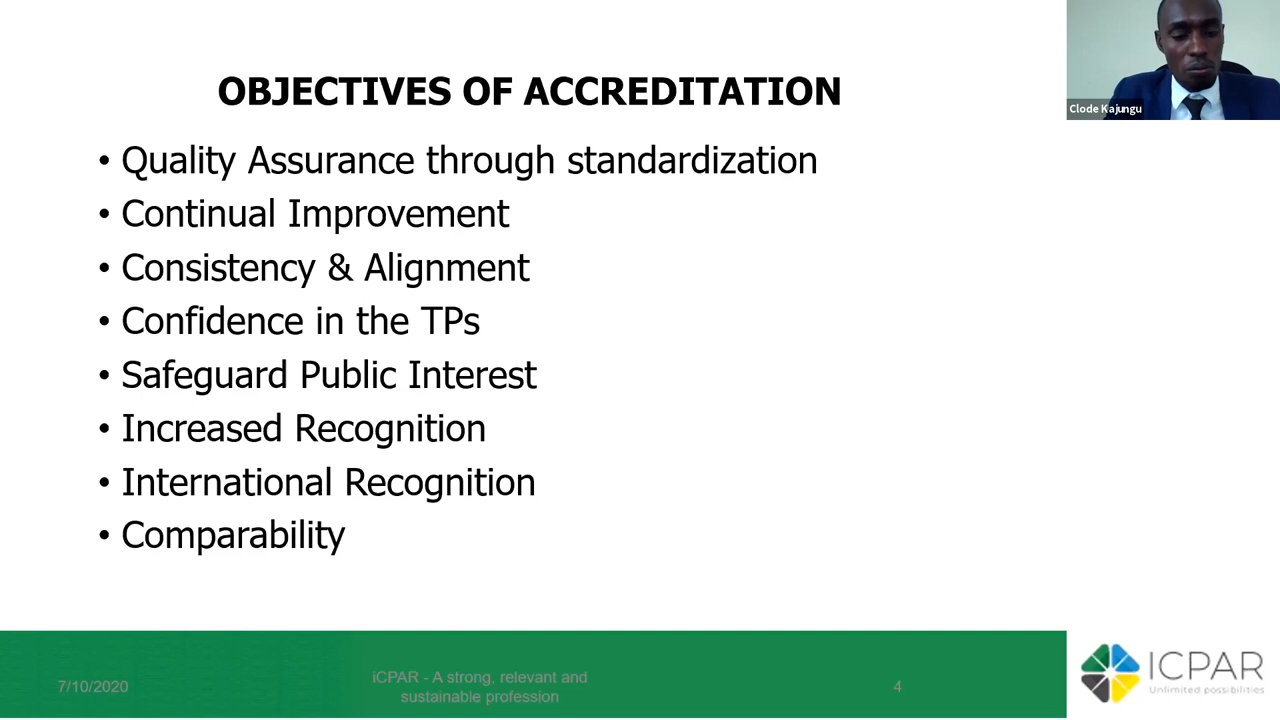 OBJECTIVES OF ACCREDITATION
Clode Kajungu
• Quality Assurance through standardization
• Continual Improvement
• Consistency & Alignment
• Confidence in the TPs
• Safeguard Public Interest
• Increased Recognition
• International Recognition
• Comparability
7/10/2020
iCPAR - A strong, relevant and
sustainable profession
4
ICPAR
Unlimited possibilities